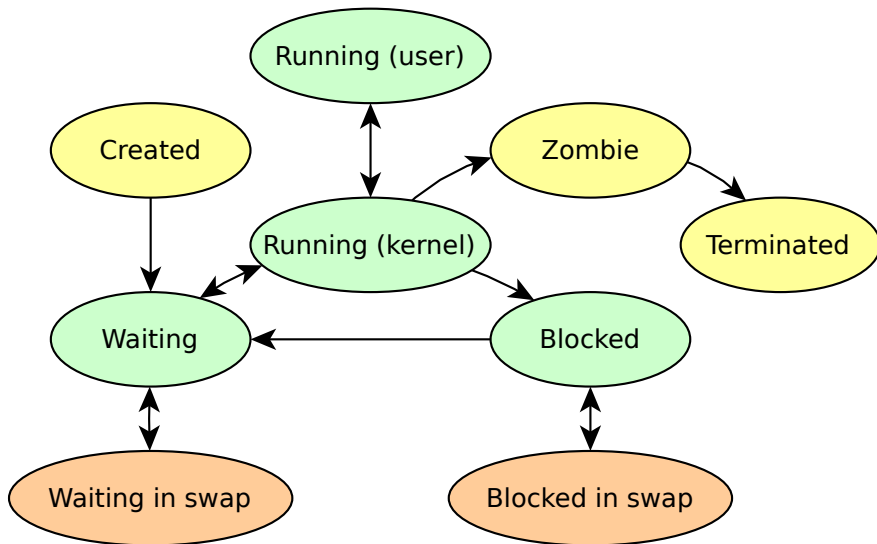 Running (user)
Created
Zombie
Running (kernel)
Terminated
Waiting
Blocked
Waiting in swap
Blocked in swap